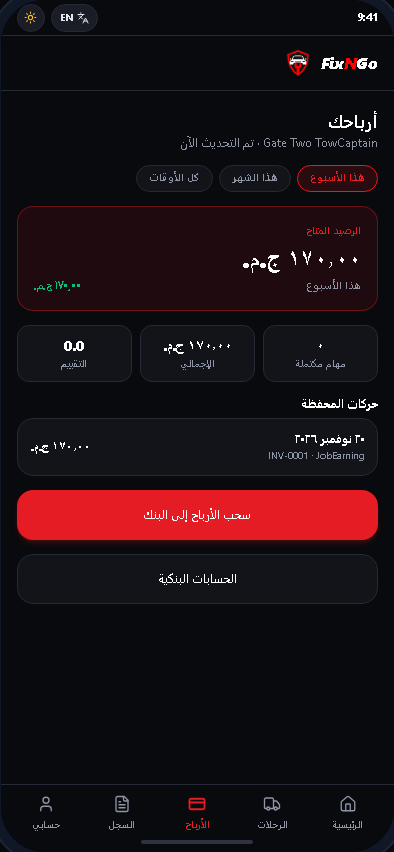 9:41
EN
FixNGo
أرباحك
Gate Two TowCaptain · تم التحديث الآن
هذا الأسبوع
هذا الشهر
كل الأوقات
الرصيد المتاح
١٧٠٫٠٠ ج.م.
هذا الأسبوع
١٧٠٫٠٠ ج.م.
٠
مهام مكتملة
١٧٠٫٠٠ ج.م.
الإجمالي
0.0
التقييم
حركات المحفظة
٢٠ نوفمبر ٢٠٢٦
INV-0001 · JobEarning
١٧٠٫٠٠ ج.م.
سحب الأرباح إلى البنك
الحسابات البنكية
الرئيسية
الرحلات
الأرباح
السجل
حسابي